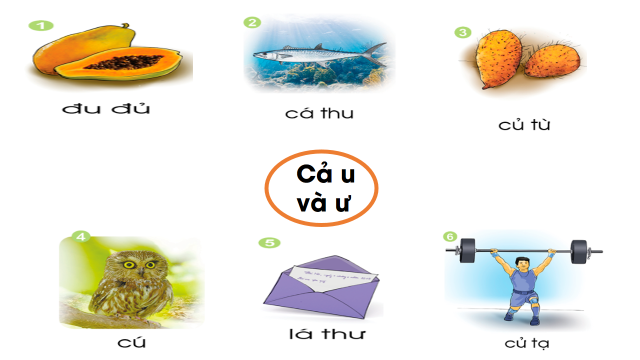 1
đu đủ
2
cá thu
3
củ từ
Cả u
và ư
4
cú
5
lá thư
6
cử tạ